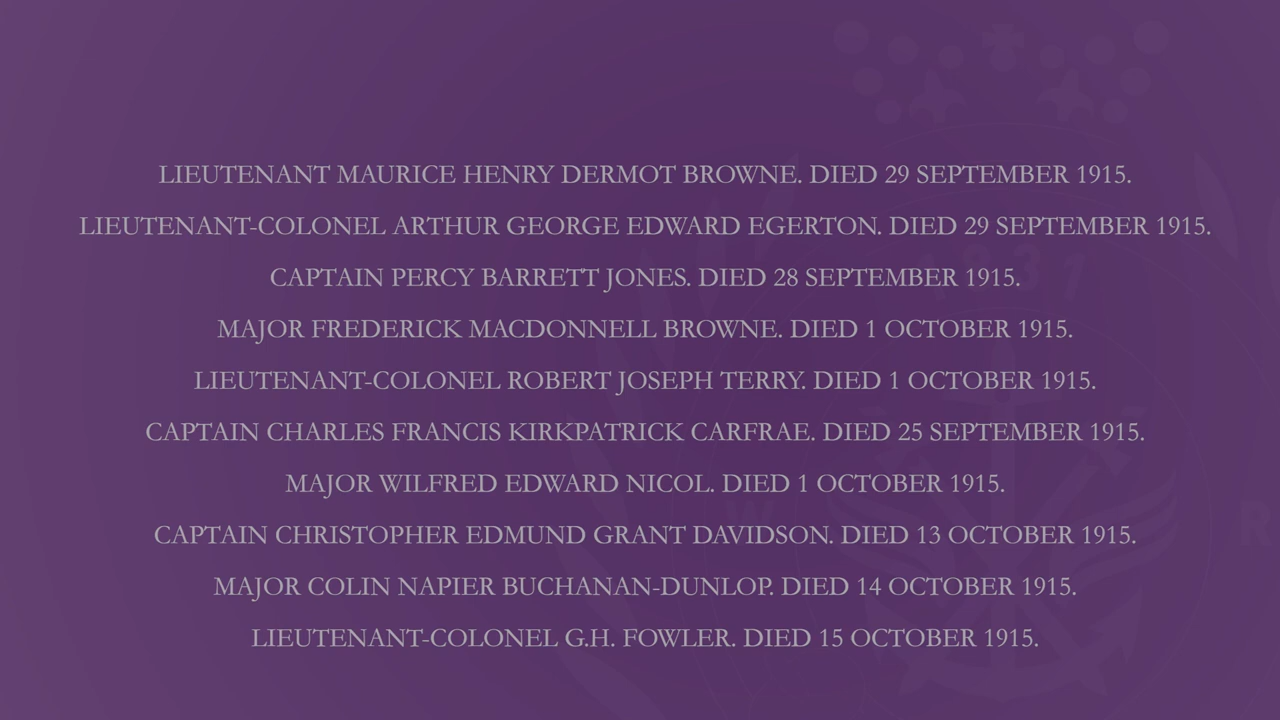 LIEUTENANT MAURICE HENRY DERMOT BROWNE. DIED 29 SEPTEMBER 1915.
LIEUTENANT-COLONEL ARTHUR GEORGE EDWARD EGERTON. DIED 29 SEPTEMBER 1915.
CAPTAIN PERCY BARRETT JONES. DIED 28 SEPTEMBER 1915.
1831
MAJOR FREDERICK MACDONNELL BROWNE. DIED 1 OCTOBER 1915.
LIEUTENANT-COLONEL ROBERT JOSEPH TERRY. DIED 1 OCTOBER 1915.
CAPTAIN CHARLES FRANCIS KIRKPATRICK CARFRAE. DIED 25 SEPTEMBER 1915.
MAJOR WILFRED EDWARD NICOL. DIED 1 OCTOBER 1915.
CAPTAIN CHRISTOPHER EDMUND GRANT DAVIDSON. DIED 13 OCTOBER 1915.
MAJOR COLIN NAPIER BUCHANAN-DUNLOP. DIED 14 OCTOBER 1915.
LIEUTENANT-COLONEL G.H. FOWLER. DIED 15 OCTOBER 1915.